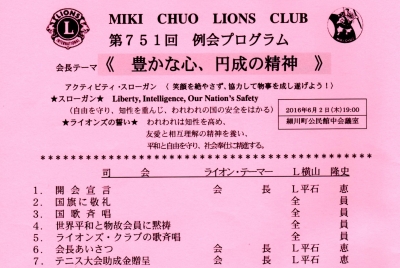 MIKI CHUO LIONS CLUB
第751回 例会プログラム
会長テーマ 《 豊かな心、円成の精神 》
アクティビティ・スローガン （ 笑顔を絶やさず、協力して物事を成し遂げよう！）
★スローガン★ Liberty, Intelligence, Our Nation's Safety
(自由を守り、知性を重んじ、われわれの国の安全をはかる)
2016年6月2日(木)19:00
細川町公民館中会議室
★ライオンズの誓い★ われわれは知性を高め、
友愛と相互理解の精神を養い、
平和と自由を守り、社会奉仕に精進する。
司 会 ライオン・テーマー L横山 隆史
1. 開会宣言 会 長 L平石 恵
2. 国旗に敬礼 全 員
3. 国歌斉唱 全 員
4. 世界平和と物故会員に黙祷 全 員
5. ライオンズ・クラブの歌斉唱 全 員
6. 会長あいさつ 会 長 L平石 恵
7. テニス大会助成金贈呈 会 長 L平石 恵